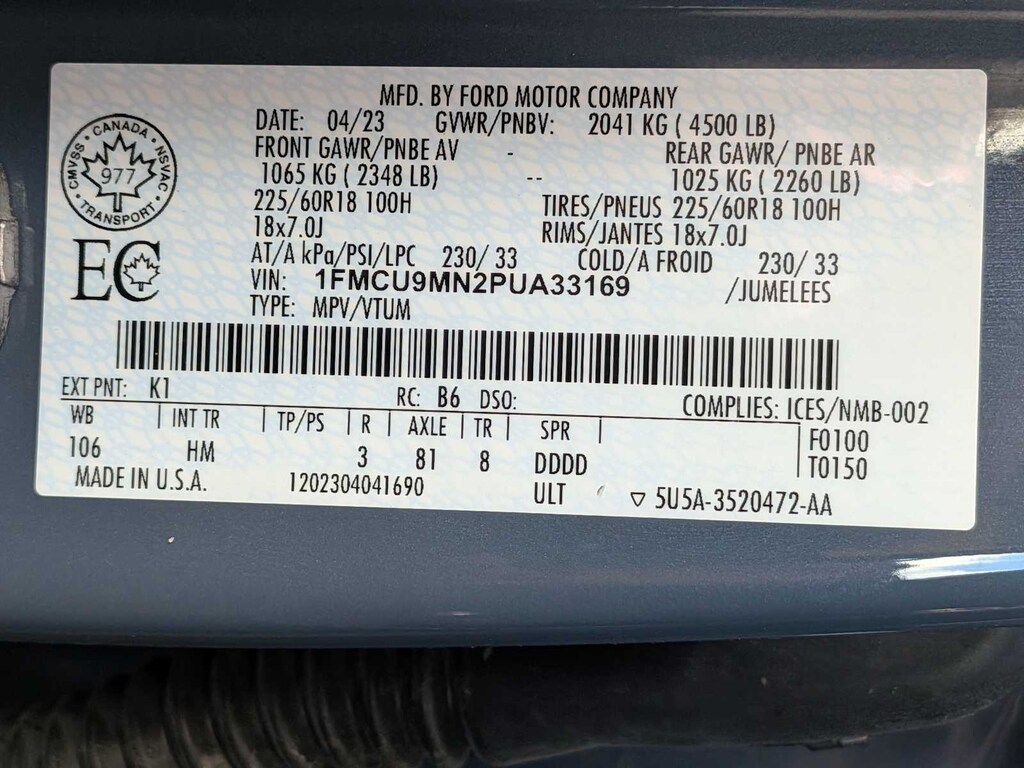 MFD. BY FORD MOTOR COMPANY
DATE: 04/23 GVWR/PNBV: 2041 KG ( 4500 LB)
FRONT GAWR/PNBE AV - REAR GAWR/ PNBE AR
1065 KG ( 2348 LB) -- 1025 KG ( 2260 LB)
225/60R18 100H TIRES/PNEUS 225/60R18 100H
18x7.0J RIMS/JANTES 18x7.0J
AT/A kPa/PSI/LPC 230/ 33 COLD/A FROID 230/ 33
VIN: 1FMCU9MN2PUA33169 /JUMELEES
TYPE: MPV/VTUM
CANADA · NSVAC · TRANSPORT · CMVSS ·
977
EC
EXT PNT: K1 RC: B6 DSO: COMPLIES: ICES/NMB-002
WB | INT TR | TP/PS | R | AXLE | TR | SPR | F0100
106 HM 3 81 8 DDDD T0150
MADE IN U.S.A. 1202304041690 ULT ▽ 5U5A-3520472-AA